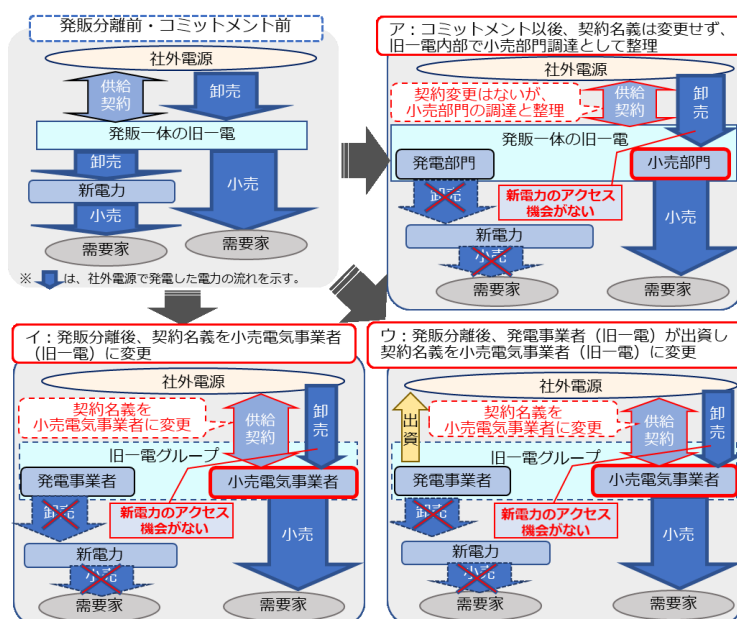 発販分離前・コミットメント前
社外電源
供給
契約
卸売
発販一体の旧一電
卸売
新電力
小売
小売
需要家
需要家
※ は、社外電源で発電した電力の流れを示す。
ア：コミットメント以後、契約名義は変更せず、
旧一電内部で小売部門調達として整理
社外電源
契約変更はないが、
小売部門の調達と整理
供給
契約
卸売
発販一体の旧一電
発電部門
小売部門
卸売
新電力のアクセス
機会がない
新電力
小売
小売
需要家
需要家
イ：発販分離後、契約名義を小売電気事業者
（旧一電）に変更
社外電源
契約名義を
小売電気事業者に変更
供給
契約
卸売
旧一電グループ
発電事業者
小売電気事業者
卸売
新電力のアクセス
機会がない
新電力
小売
小売
需要家
需要家
ウ：発販分離後、発電事業者（旧一電）が出資し
契約名義を小売電気事業者（旧一電）に変更
社外電源
出資
契約名義を
小売電気事業者に変更
供給
契約
卸売
旧一電グループ
発電事業者
小売電気事業者
卸売
新電力のアクセス
機会がない
新電力
小売
小売
需要家
需要家